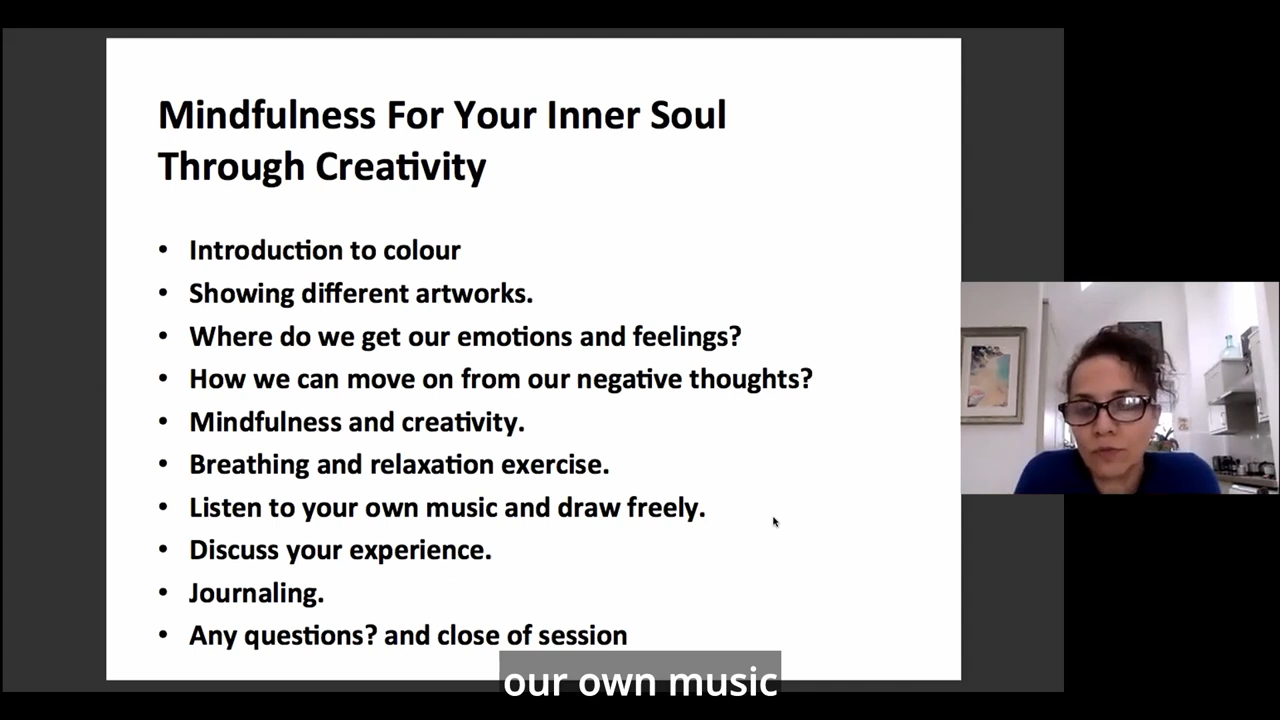 Mindfulness For Your Inner Soul
Through Creativity
• Introduction to colour
• Showing different artworks.
• Where do we get our emotions and feelings?
• How we can move on from our negative thoughts?
• Mindfulness and creativity.
• Breathing and relaxation exercise.
• Listen to your own music and draw freely.
• Discuss your experience.
• Journaling.
• Any questions? and close of session
our own music